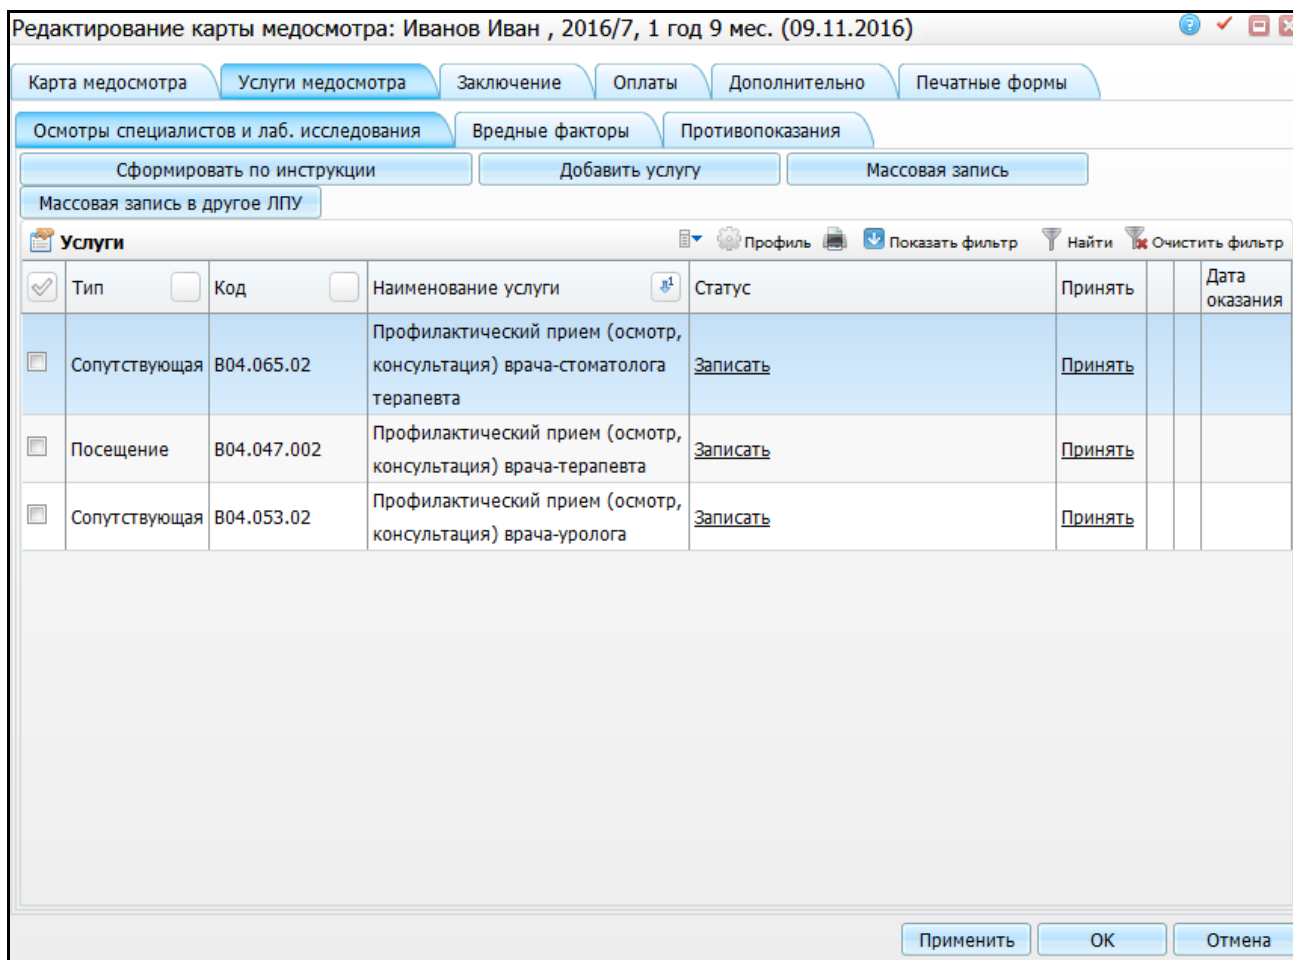 Редактирование карты медосмотра: Иванов Иван , 2016/7, 1 год 9 мес. (09.11.2016)
Карта медосмотра Услуги медосмотра Заключение Оплаты Дополнительно Печатные формы
Осмотры специалистов и лаб. исследования Вредные факторы Противопоказания
Сформировать по инструкции Добавить услугу Массовая запись
Массовая запись в другое ЛПУ
Услуги Профиль Показать фильтр Найти Очистить фильтр
Тип Код Наименование услуги 1 Статус Принять Дата
оказания
Профилактический прием (осмотр,
Сопутствующая B04.065.02 консультация) врача-стоматолога Записать Принять
терапевта
Профилактический прием (осмотр,
Посещение B04.047.002 консультация) врача-терапевта Записать Принять
Профилактический прием (осмотр,
Сопутствующая B04.053.02 консультация) врача-уролога Записать Принять
Применить ОК Отмена